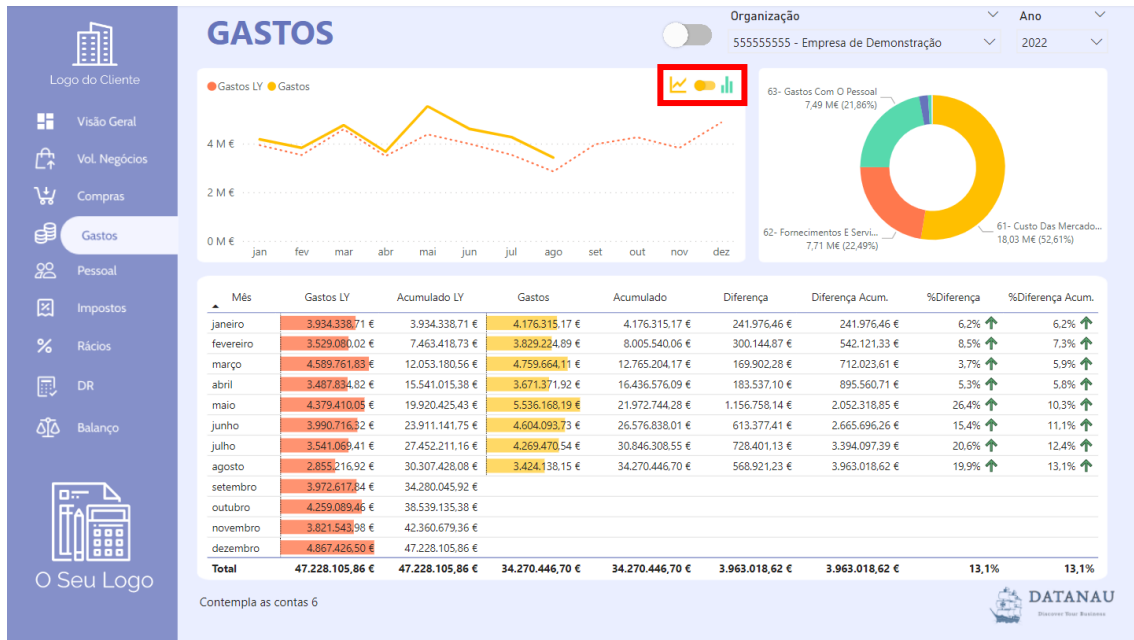 Logo do Cliente
Visão Geral
Vol. Negócios
Compras
Gastos
Pessoal
Impostos
Rácios
DR
Balanço
O Seu Logo
GASTOS
Organização
555555555 - Empresa de Demonstração
Ano
2022
Gastos LY Gastos
4 M €
2 M €
0 M €
jan fev mar abr mai jun jul ago set out nov dez
63- Gastos Com O Pessoal
7,49 M€ (21,86%)
62- Fornecimentos E Servi...
7,71 M€ (22,49%)
61- Custo Das Mercado...
18,03 M€ (52,61%)
Mês Gastos LY Acumulado LY Gastos Acumulado Diferença Diferença Acum. %Diferença %Diferença Acum.
janeiro 3.934.338,71 € 3.934.338,71 € 4.176.315,17 € 4.176.315,17 € 241.976,46 € 241.976,46 € 6,2% 6,2%
fevereiro 3.529.080,02 € 7.463.418,73 € 3.829.224,89 € 8.005.540,06 € 300.144,87 € 542.121,33 € 8,5% 7,3%
março 4.589.761,83 € 12.053.180,56 € 4.759.664,11 € 12.765.204,17 € 169.902,28 € 712.023,61 € 3,7% 5,9%
abril 3.487.834,82 € 15.541.015,38 € 3.671.371,92 € 16.436.576,09 € 183.537,10 € 895.560,71 € 5,3% 5,8%
maio 4.379.410,05 € 19.920.425,43 € 5.536.168,19 € 21.972.744,28 € 1.156.758,14 € 2.052.318,85 € 26,4% 10,3%
junho 3.990.716,32 € 23.911.141,75 € 4.604.093,73 € 26.576.838,01 € 613.377,41 € 2.665.696,26 € 15,4% 11,1%
julho 3.541.069,41 € 27.452.211,16 € 4.269.470,54 € 30.846.308,55 € 728.401,13 € 3.394.097,39 € 20,6% 12,4%
agosto 2.855.216,92 € 30.307.428,08 € 3.424.138,15 € 34.270.446,70 € 568.921,23 € 3.963.018,62 € 19,9% 13,1%
setembro 3.972.617,84 € 34.280.045,92 €
outubro 4.259.089,46 € 38.539.135,38 €
novembro 3.821.543,98 € 42.360.679,36 €
dezembro 4.867.426,50 € 47.228.105,86 €
Total 47.228.105,86 € 47.228.105,86 € 34.270.446,70 € 34.270.446,70 € 3.963.018,62 € 3.963.018,62 € 13,1% 13,1%
Contempla as contas 6
DATANAU
Discover Your Business